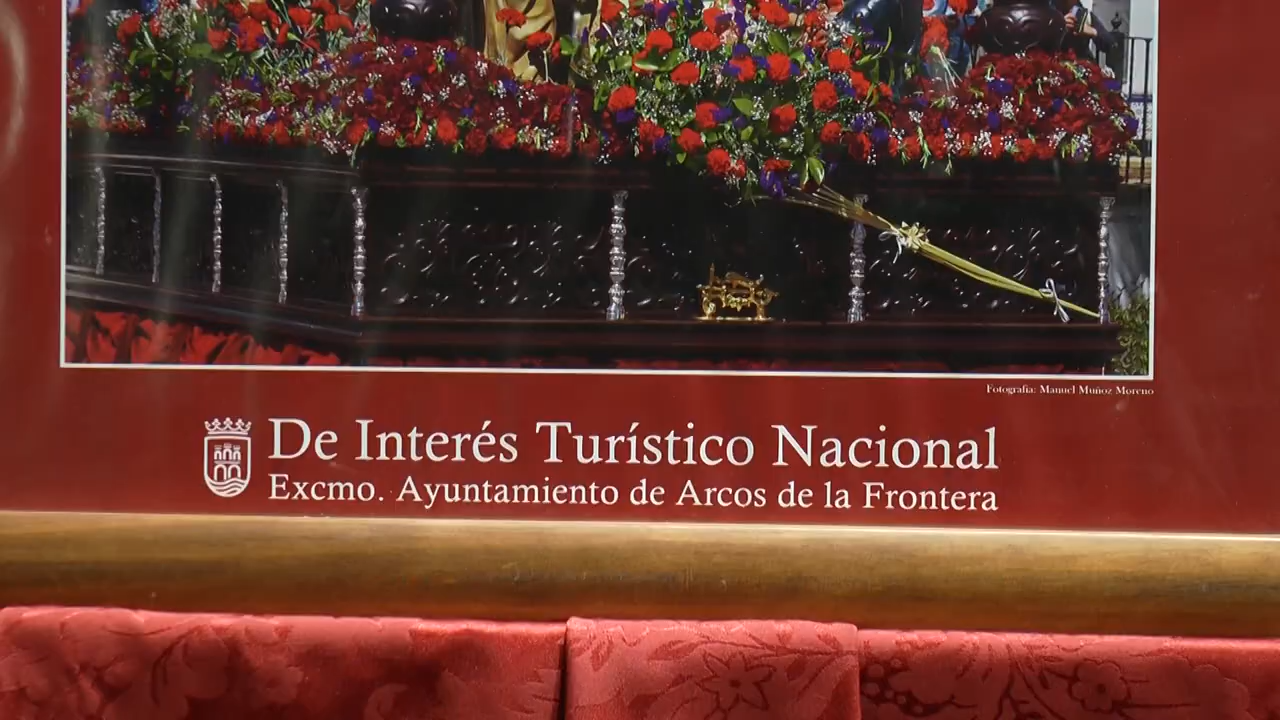 Fotografía: Manuel Muñoz Moreno
De Interés Turístico Nacional
Excmo. Ayuntamiento de Arcos de la Frontera